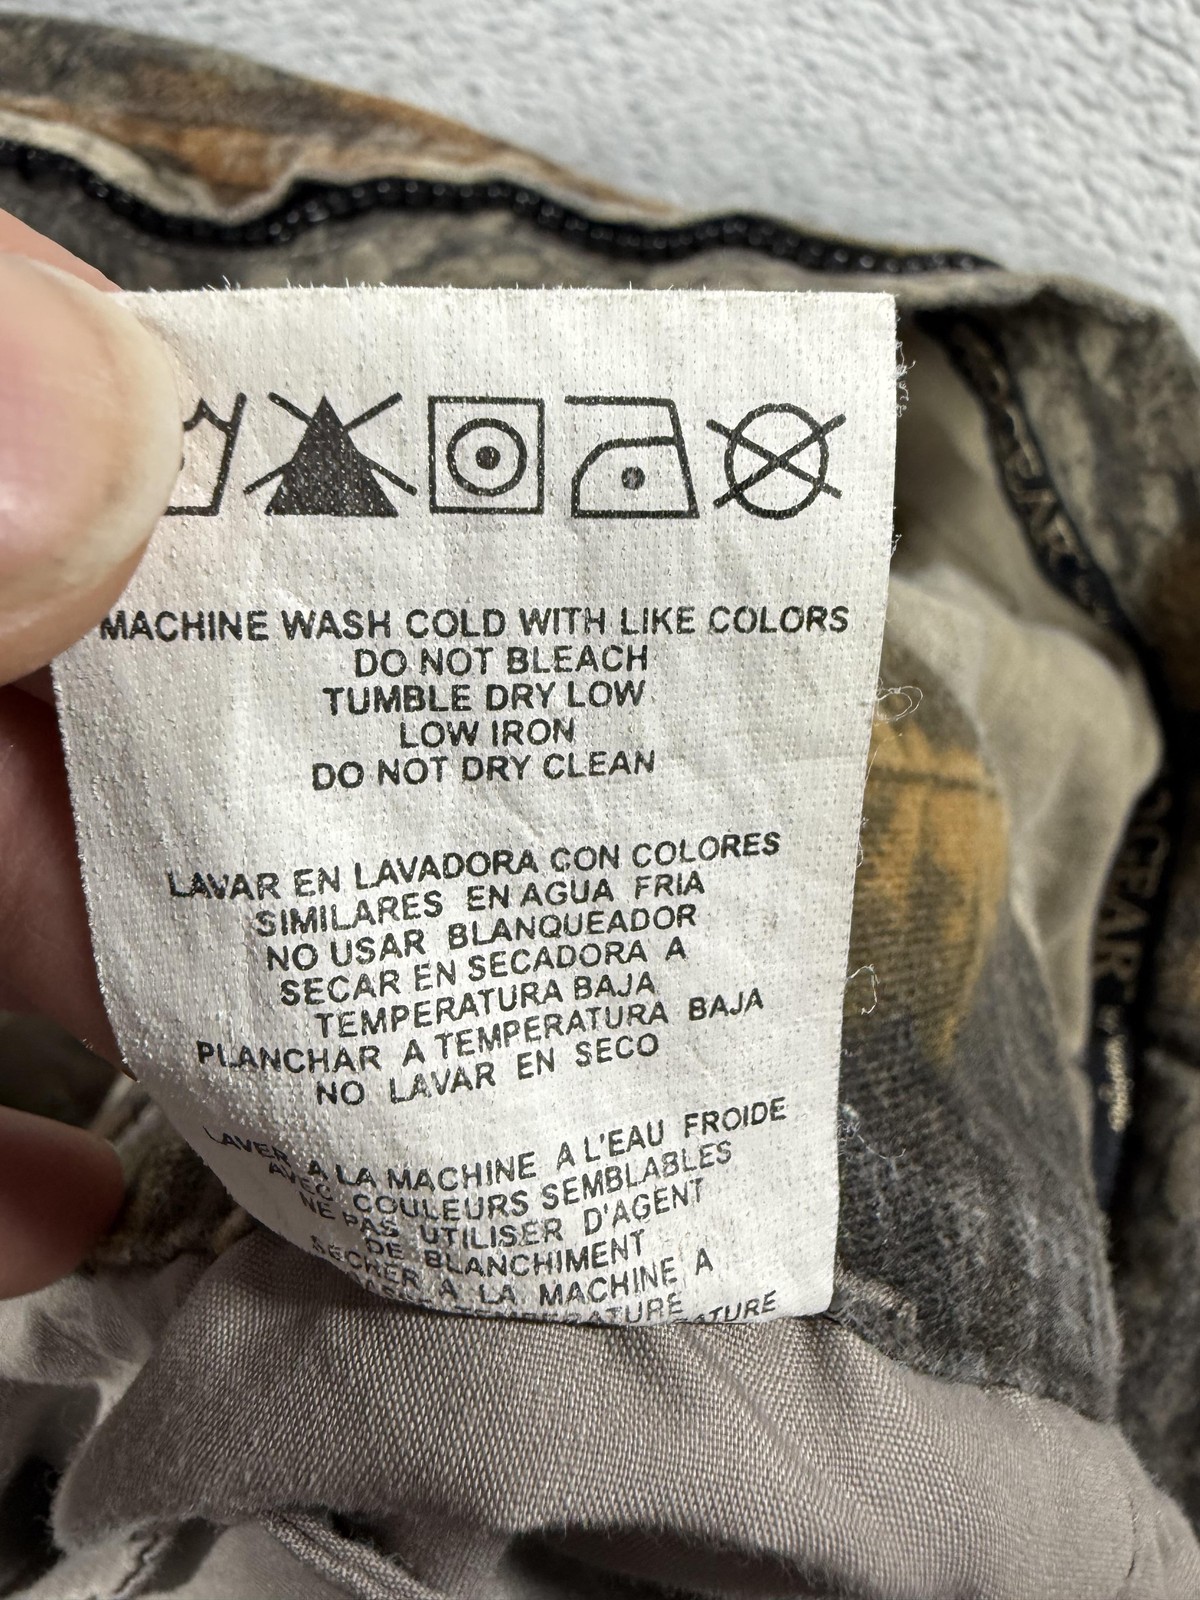 MACHINE WASH COLD WITH LIKE COLORS
DO NOT BLEACH
TUMBLE DRY LOW
LOW IRON
DO NOT DRY CLEAN
LAVAR EN LAVADORA CON COLORES
SIMILARES EN AGUA FRIA
NO USAR BLANQUEADOR
SECAR EN SECADORA A
TEMPERATURA BAJA
PLANCHAR A TEMPERATURA BAJA
NO LAVAR EN SECO
LAVER A LA MACHINE A L'EAU FROIDE
AVEC COULEURS SEMBLABLES
NE PAS UTILISER D'AGENT
DE BLANCHIMENT
SECHER A LA MACHINE A
TEMPERATURE